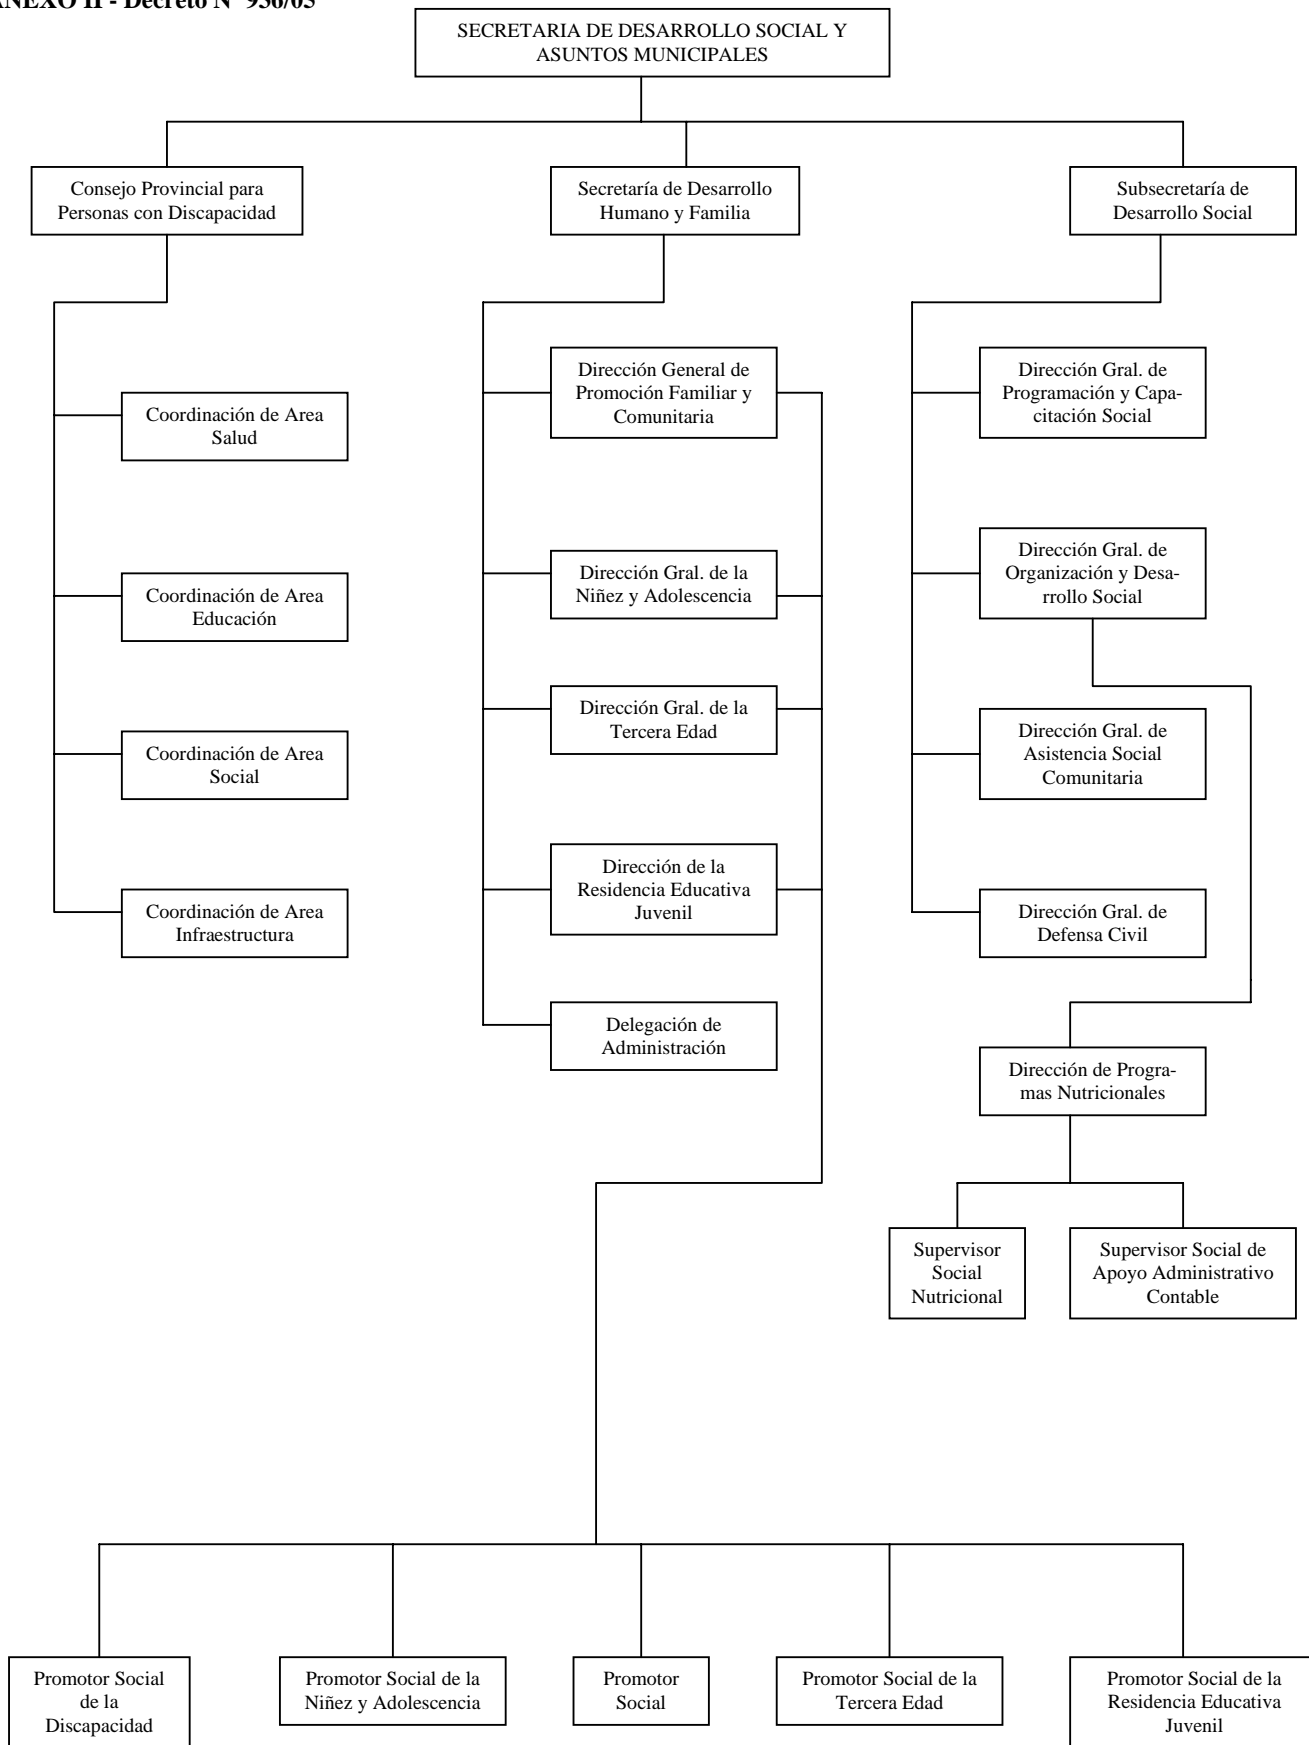 ANEXO II - Decreto Nº 956/05
SECRETARIA DE DESARROLLO SOCIAL Y
ASUNTOS MUNICIPALES
Consejo Provincial para
Personas con Discapacidad
Secretaría de Desarrollo
Humano y Familia
Subsecretaría de
Desarrollo Social
Coordinación de Area
Salud
Coordinación de Area
Educación
Coordinación de Area
Social
Coordinación de Area
Infraestructura
Dirección General de
Promoción Familiar y
Comunitaria
Dirección Gral. de la
Niñez y Adolescencia
Dirección Gral. de la
Tercera Edad
Dirección de la
Residencia Educativa
Juvenil
Delegación de
Administración
Dirección Gral. de
Programación y Capa-
citación Social
Dirección Gral. de
Organización y Desa-
rrollo Social
Dirección Gral. de
Asistencia Social
Comunitaria
Dirección Gral. de
Defensa Civil
Dirección de Progra-
mas Nutricionales
Supervisor
Social
Nutricional
Supervisor Social de
Apoyo Administrativo
Contable
Promotor Social
de la
Discapacidad
Promotor Social de la
Niñez y Adolescencia
Promotor
Social
Promotor Social de la
Tercera Edad
Promotor Social de la
Residencia Educativa
Juvenil